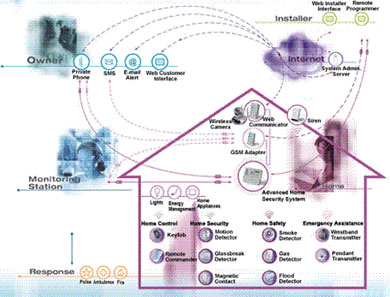 Installer
Web Installer
Interface
Remote
Programmer
Owner
Private
Phone
SMS
E-mail
Alert
Web Customer
Interface
Internet
System Admin
Server
Wireless
Camera
Web
Communicator
Siren
GSM Adapter
Monitoring
Station
Advanced Home
Security System
Home
Lights
Energy
Management
Home
Appliances
Home Control
Home Security
Home Safety
Emergency Assistance
Keyfob
Motion
Detector
Smoke
Detector
Wristband
Transmitter
Remote
Commander
Glassbreak
Detector
Gas
Detector
Pendant
Transmitter
Magnetic
Contact
Flood
Detector
Response
Police
Ambulance
Fire